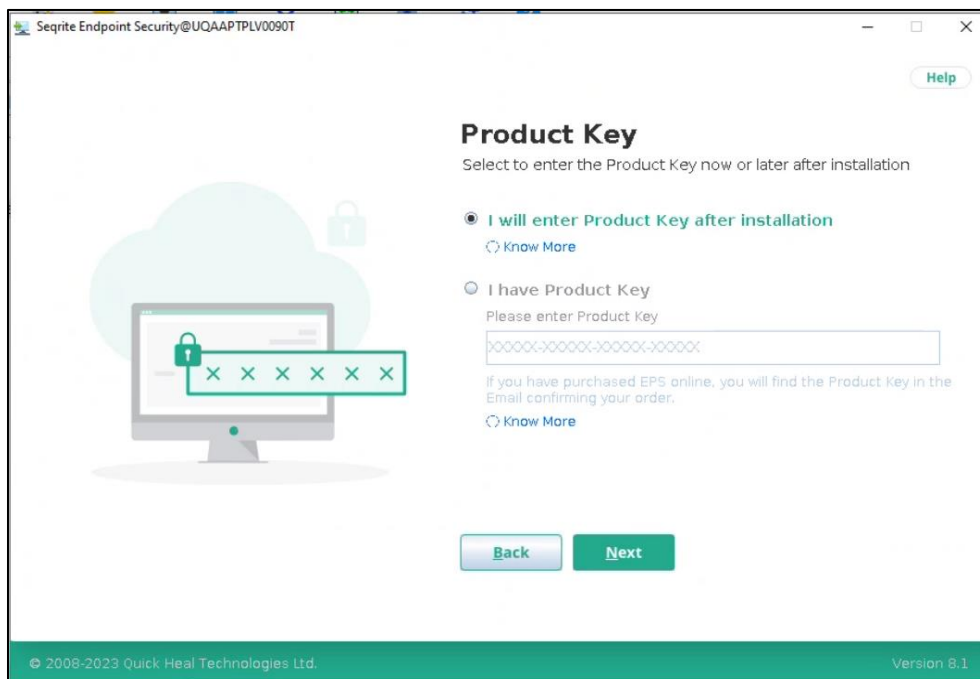 Seqrite Endpoint Security@UQAAPTPLV0090T
Help
Product Key
Select to enter the Product Key now or later after installation
I will enter Product Key after installation
Know More
I have Product Key
Please enter Product Key
XXXXX-XXXXX-XXXXX-XXXXX
If you have purchased EPS online, you will find the Product Key in the
Email confirming your order.
Know More
Back
Next
© 2008-2023 Quick Heal Technologies Ltd.
Version 8.1